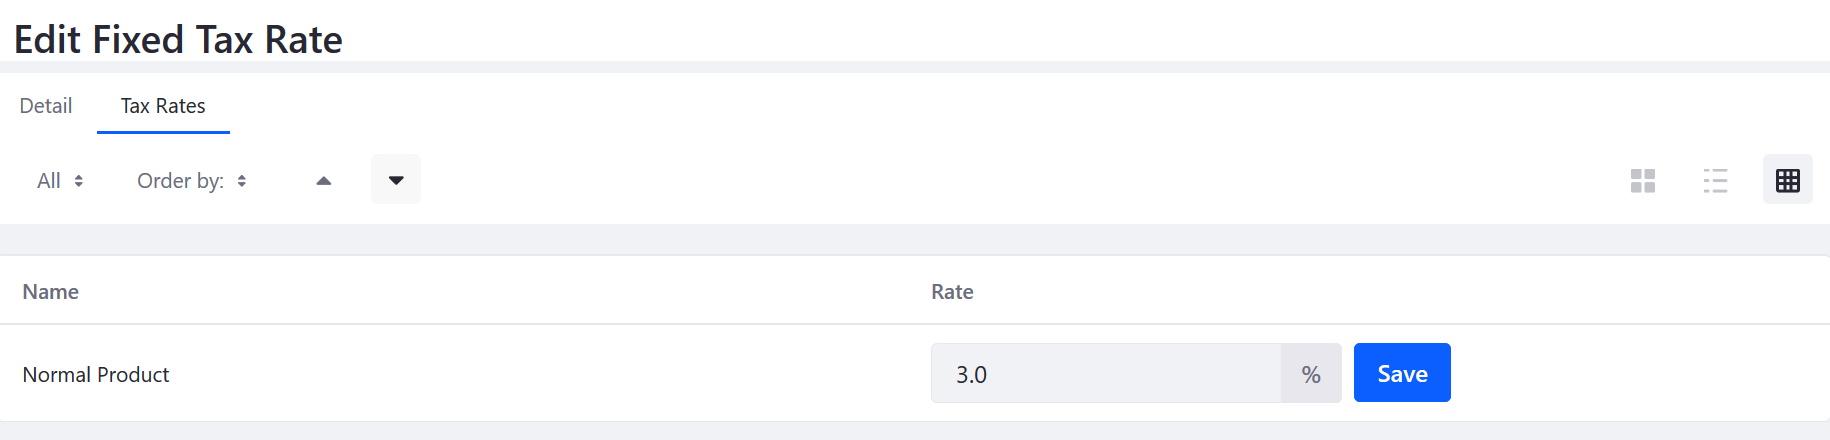 Edit Fixed Tax Rate
Detail Tax Rates
All Order by:
Name Rate
Normal Product 3.0 % Save